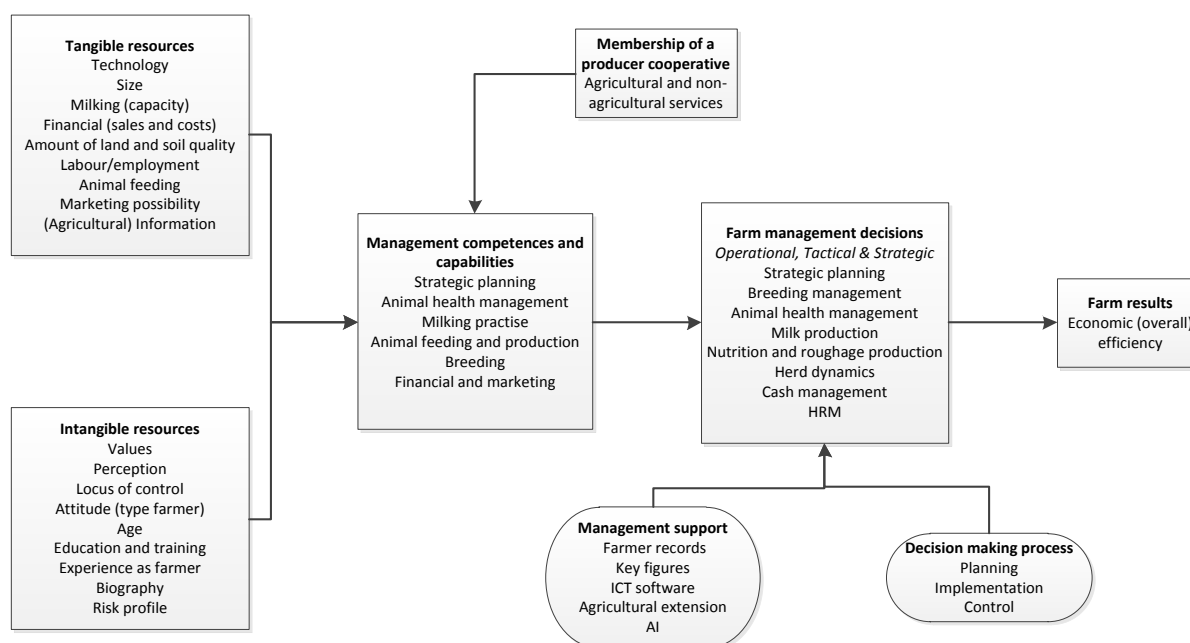 Tangible resources
Technology
Size
Milking (capacity)
Financial (sales and costs)
Amount of land and soil quality
Labour/employment
Animal feeding
Marketing possibility
(Agricultural) Information
Membership of a
producer cooperative
Agricultural and non-
agricultural services
Management competences and
capabilities
Strategic planning
Animal health management
Milking practise
Animal feeding and production
Breeding
Financial and marketing
Farm management decisions
Operational, Tactical & Strategic
Strategic planning
Breeding management
Animal health management
Milk production
Nutrition and roughage production
Herd dynamics
Cash management
HRM
Farm results
Economic (overall)
efficiency
Intangible resources
Values
Perception
Locus of control
Attitude (type farmer)
Age
Education and training
Experience as farmer
Biography
Risk profile
Management support
Farmer records
Key figures
ICT software
Agricultural extension
AI
Decision making process
Planning
Implementation
Control